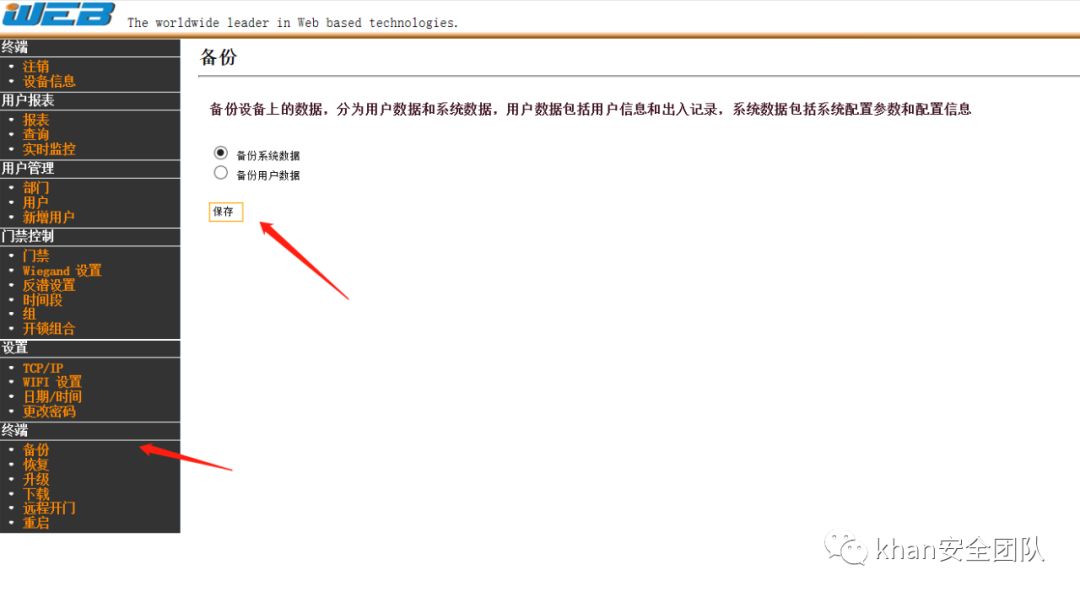 iWEB The worldwide leader in Web based technologies.
终端
注销
设备信息
用户报表
报表
查询
实时监控
用户管理
部门
用户
新增用户
门禁控制
门禁
Wiegand 设置
反潜设置
时间段
组
开锁组合
设置
TCP/IP
WIFI 设置
日期/时间
更改密码
终端
备份
恢复
升级
下载
远程开门
重启
备份
备份设备上的数据，分为用户数据和系统数据，用户数据包括用户信息和出入记录，系统数据包括系统配置参数和配置信息
备份系统数据
备份用户数据
保存
khan安全团队